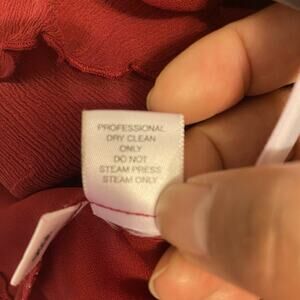 PROFESSIONAL
DRY CLEAN
ONLY
DO NOT
STEAM PRESS
STEAM ONLY